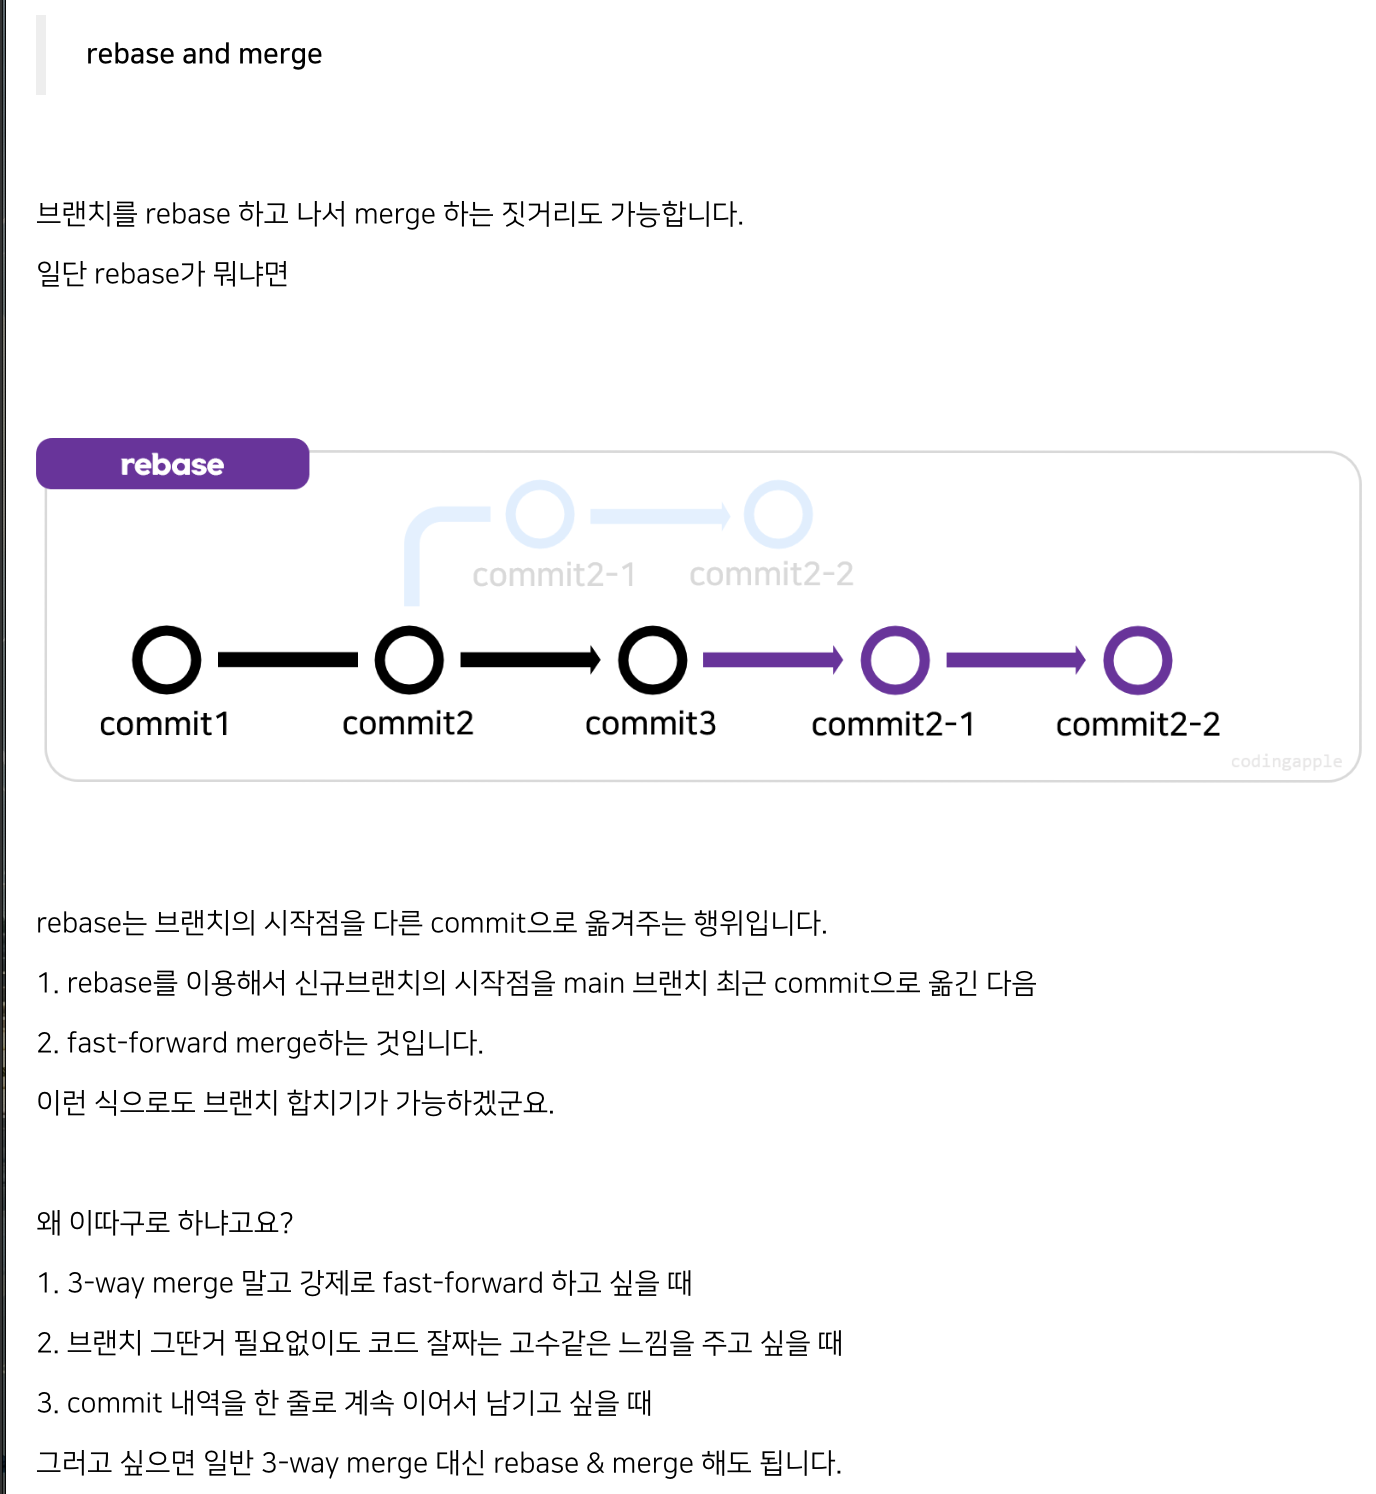 rebase and merge
브랜치를 rebase 하고 나서 merge 하는 짓거리도 가능합니다.
일단 rebase가 뭐냐면
rebase
commit2-1 commit2-2
commit1 commit2 commit3 commit2-1 commit2-2
codingapple
rebase는 브랜치의 시작점을 다른 commit으로 옮겨주는 행위입니다.
1. rebase를 이용해서 신규브랜치의 시작점을 main 브랜치 최근 commit으로 옮긴 다음
2. fast-forward merge하는 것입니다.
이런 식으로도 브랜치 합치기가 가능하겠군요.
왜 이따구로 하냐고요?
1. 3-way merge 말고 강제로 fast-forward 하고 싶을 때
2. 브랜치 그딴거 필요없이도 코드 잘짜는 고수같은 느낌을 주고 싶을 때
3. commit 내역을 한 줄로 계속 이어서 남기고 싶을 때
그러고 싶으면 일반 3-way merge 대신 rebase & merge 해도 됩니다.